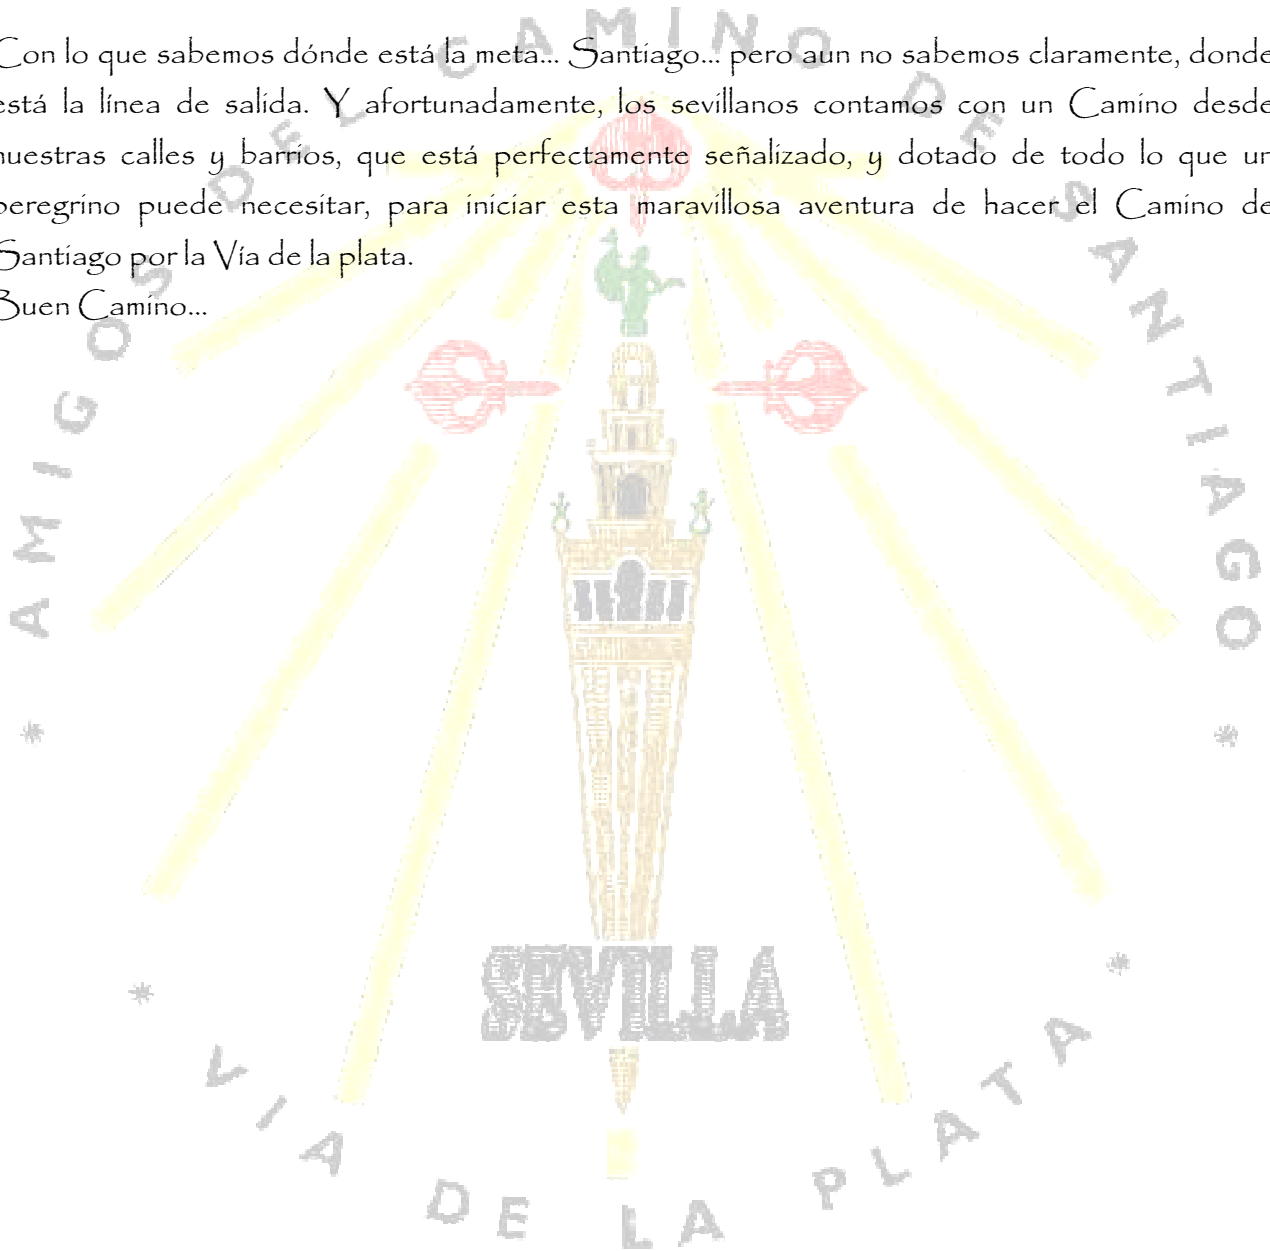 Con lo que sabemos dónde está la meta... Santiago... pero aun no sabemos claramente, donde
está la línea de salida. Y afortunadamente, los sevillanos contamos con un Camino desde
nuestras calles y barrios, que está perfectamente señalizado, y dotado de todo lo que un
peregrino puede necesitar, para iniciar esta maravillosa aventura de hacer el Camino de
Santiago por la Vía de la plata.
Buen Camino...
* AMIGOS DEL CAMINO DE SANTIAGO *
SEVILLA
* VIA DE LA PLATA *